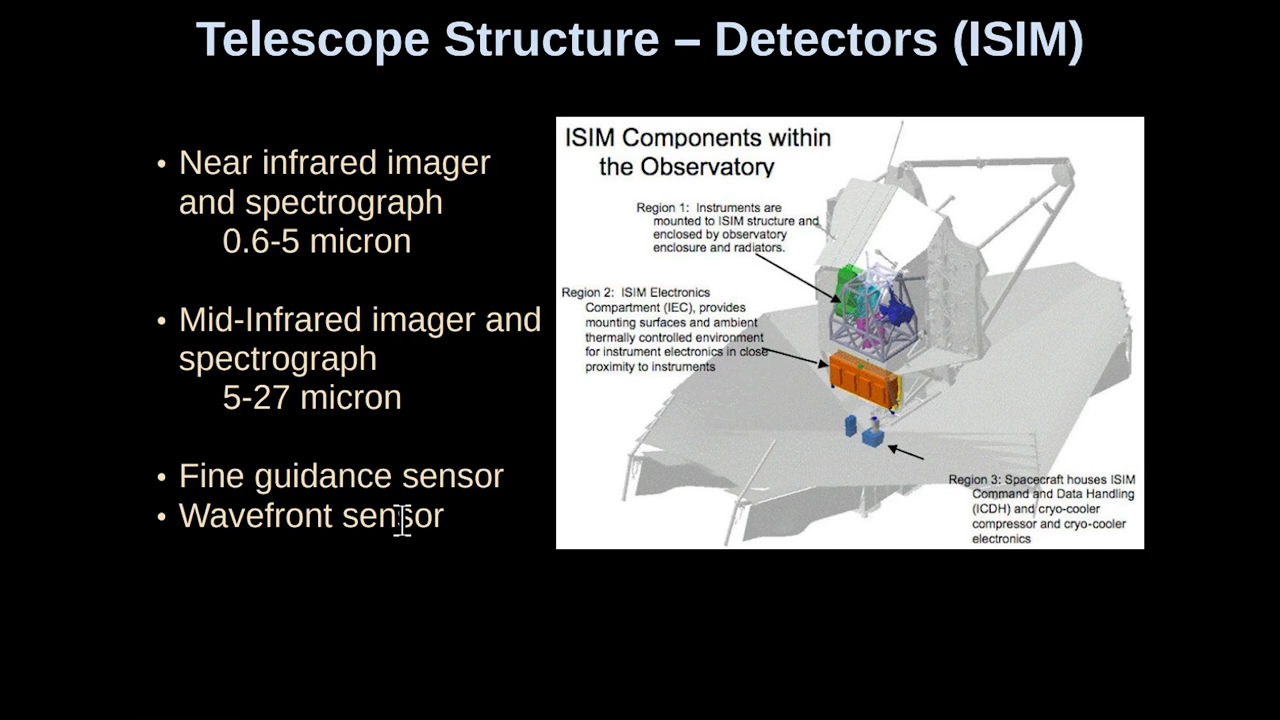 Telescope Structure – Detectors (ISIM)
• Near infrared imager
and spectrograph
0.6-5 micron
• Mid-Infrared imager and
spectrograph
5-27 micron
• Fine guidance sensor
• Wavefront sensor
ISIM Components within
the Observatory
Region 1: Instruments are
mounted to ISIM structure and
enclosed by observatory
enclosure and radiators.
Region 2: ISIM Electronics
Compartment (IEC), provides
mounting surfaces and ambient
thermally controlled environment
for instrument electronics in close
proximity to instruments
Region 3: Spacecraft houses ISIM
Command and Data Handling
(ICDH) and cryo-cooler
compressor and cryo-cooler
electronics